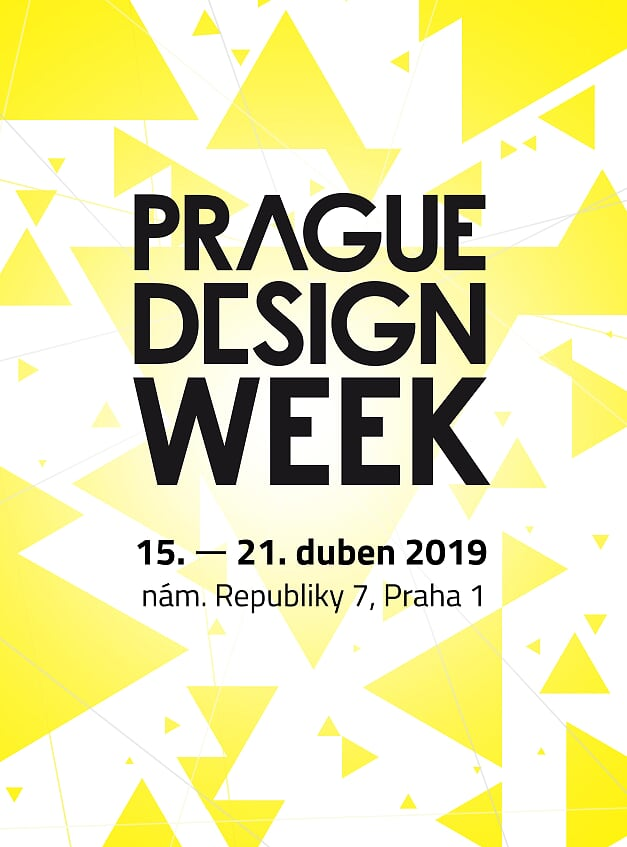 PRAGUE
DESIGN
WEEK
15. — 21. duben 2019
nám. Republiky 7, Praha 1